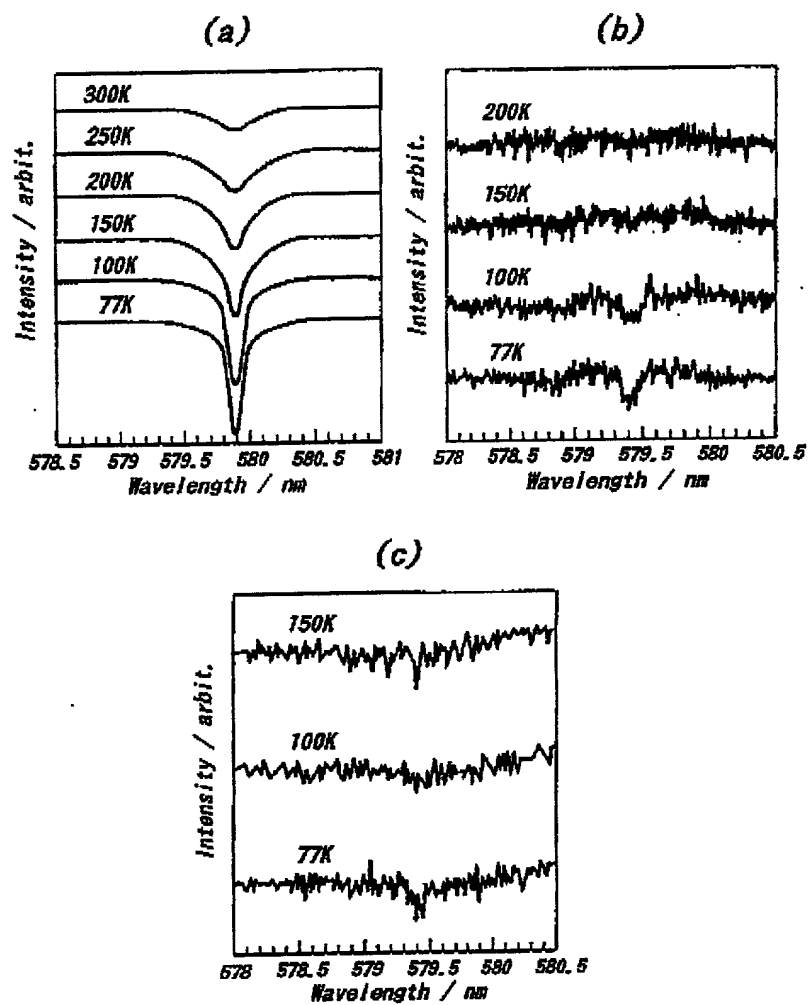 (a)
300K
250K
200K
150K
100K
77K
Intensity / arbit.
578.5 579 579.5 580 580.5 581
Wavelength / nm
(b)
200K
150K
100K
77K
Intensity / arbit.
578 578.5 579 579.5 580 580.5
Wavelength / nm
(c)
150K
100K
77K
Intensity / arbit.
578 578.5 579 579.5 580 580.5
Wavelength / nm